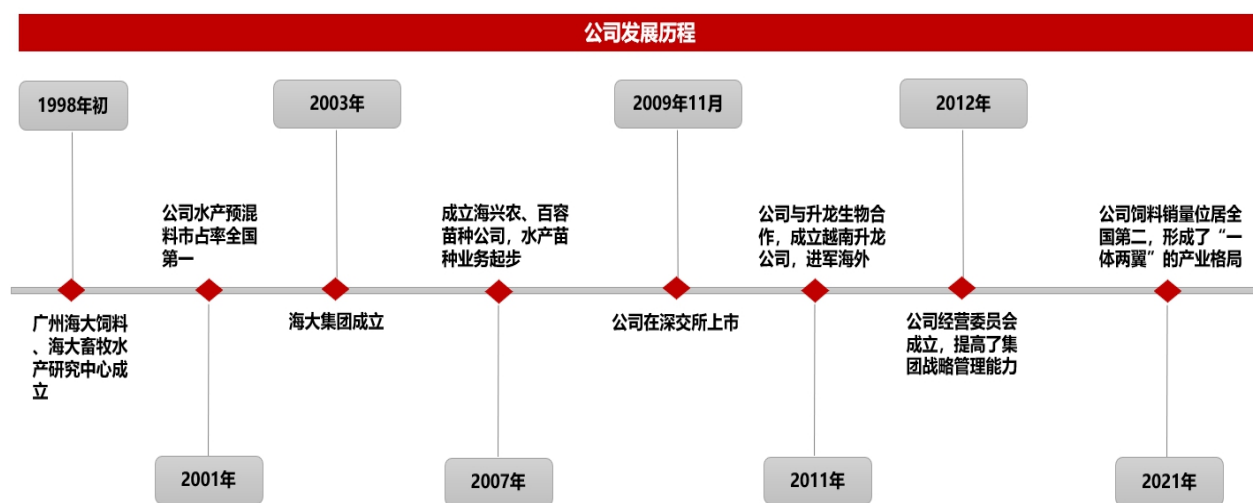 公司发展历程
1998年初
2003年
2009年11月
2012年
公司水产预混
料市占率全国
第一
成立海兴农、百容
苗种公司，水产苗
种业务起步
公司与升龙生物合
作，成立越南升龙
公司，进军海外
公司饲料销量位居全
国第二，形成了“一
体两翼”的产业格局
广州海大饲料
、海大畜牧水
产研究中心成
立
海大集团成立
公司在深交所上市
公司经营委员会
成立，提高了集
团战略管理能力
2001年
2007年
2011年
2021年